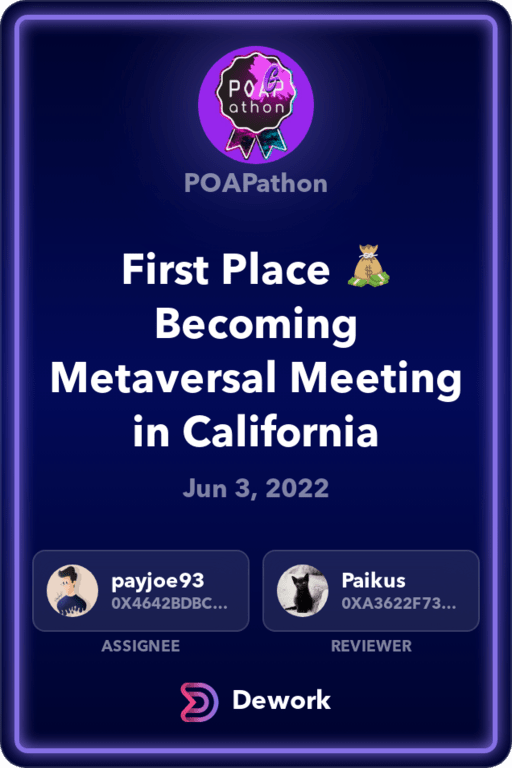 POAP
athon
POAPathon
First Place 💰
Becoming
Metaversal Meeting
in California
Jun 3, 2022
payjoe93
0X4642BDBC...
ASSIGNEE
Paikus
0XA3622F73...
REVIEWER
Dework